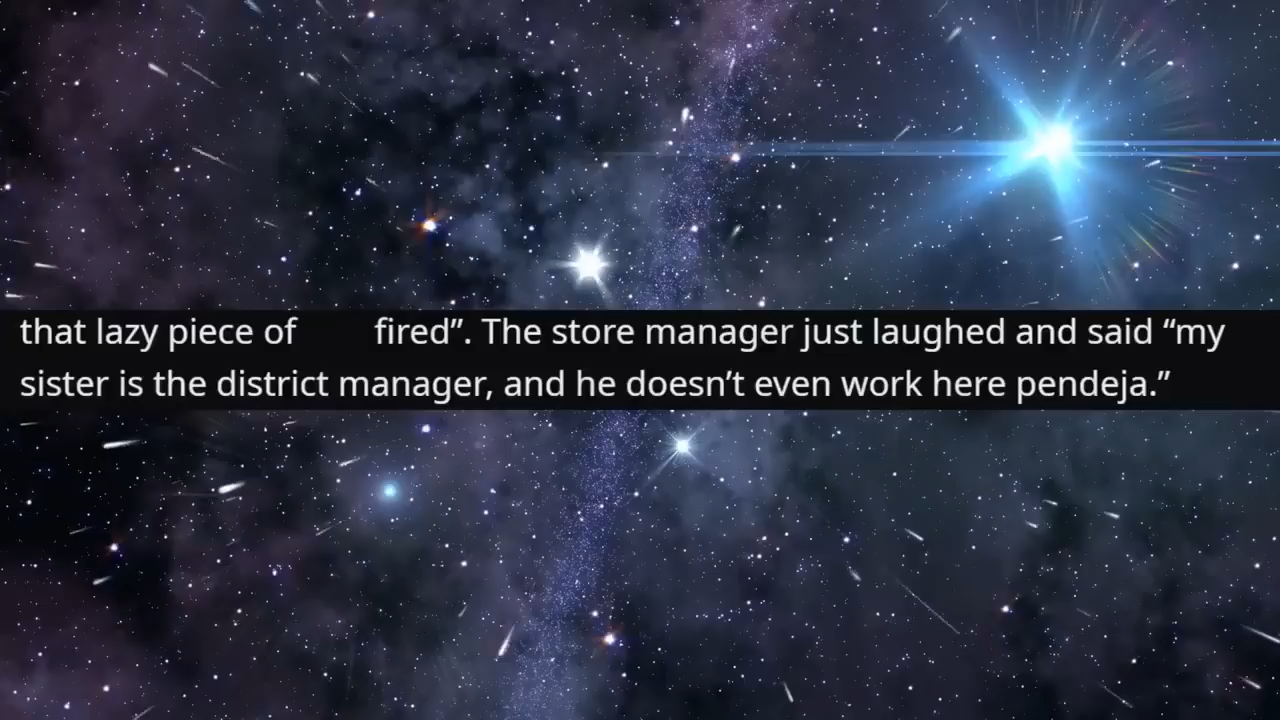 that lazy piece of fired”. The store manager just laughed and said “my
sister is the district manager, and he doesn’t even work here pendeja.”